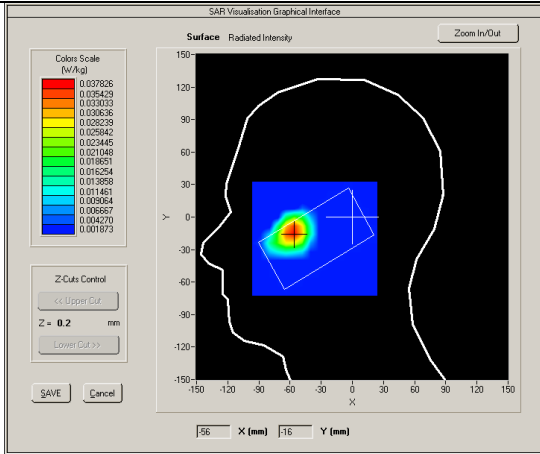 SAR Visualisation Graphical Interface
Surface Radiated Intensity
Zoom In/Out
Colors Scale
(W/kg)
0.037826
0.035429
0.033033
0.030636
0.028239
0.025842
0.023445
0.021048
0.018651
0.016254
0.013858
0.011461
0.009064
0.006667
0.004270
0.001873
Z-Cuts Control
<< Upper Cut
Z = 0.2 mm
Lower Cut >>
SAVE Cancel
150
120
90
60
30
0
-30
-60
-90
-120
-150
Y
-150 -120 -90 -60 -30 0 30 60 90 120 150
X
-56 X (mm) -16 Y (mm)